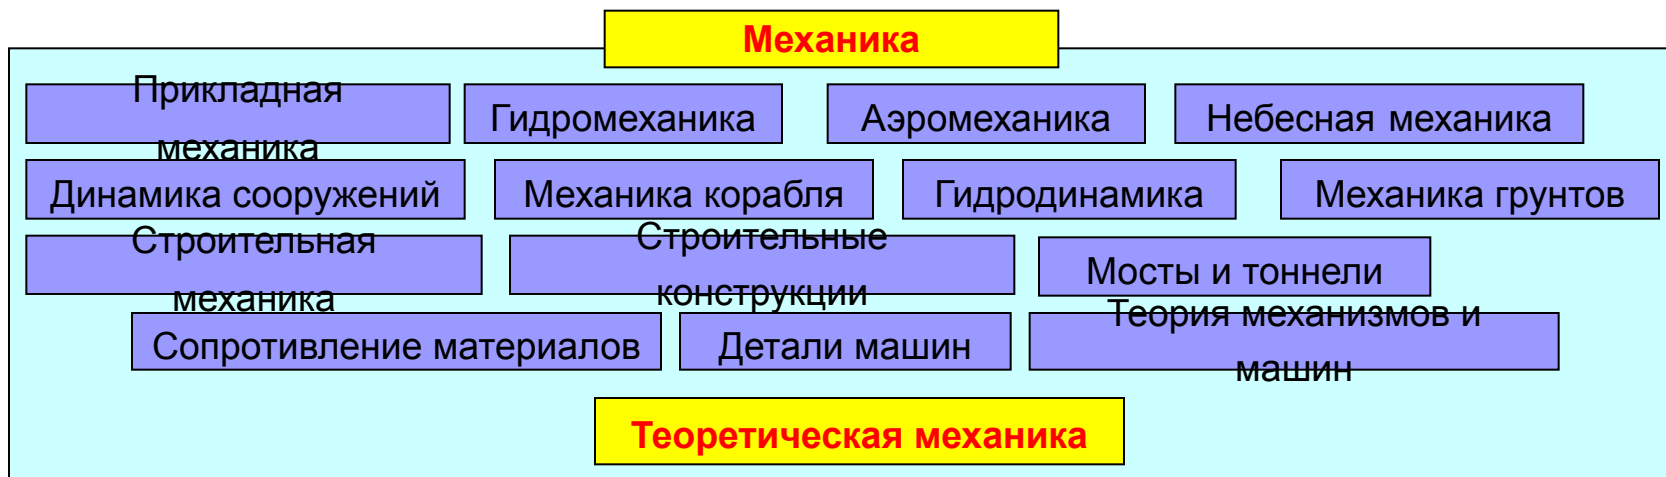 Механика
Прикладная
механика
Гидромеханика
Аэромеханика
Небесная механика
Динамика сооружений
Механика корабля
Гидродинамика
Механика грунтов
Строительная
механика
Строительные
конструкции
Мосты и тоннели
Сопротивление материалов
Детали машин
Теория механизмов и
машин
Теоретическая механика